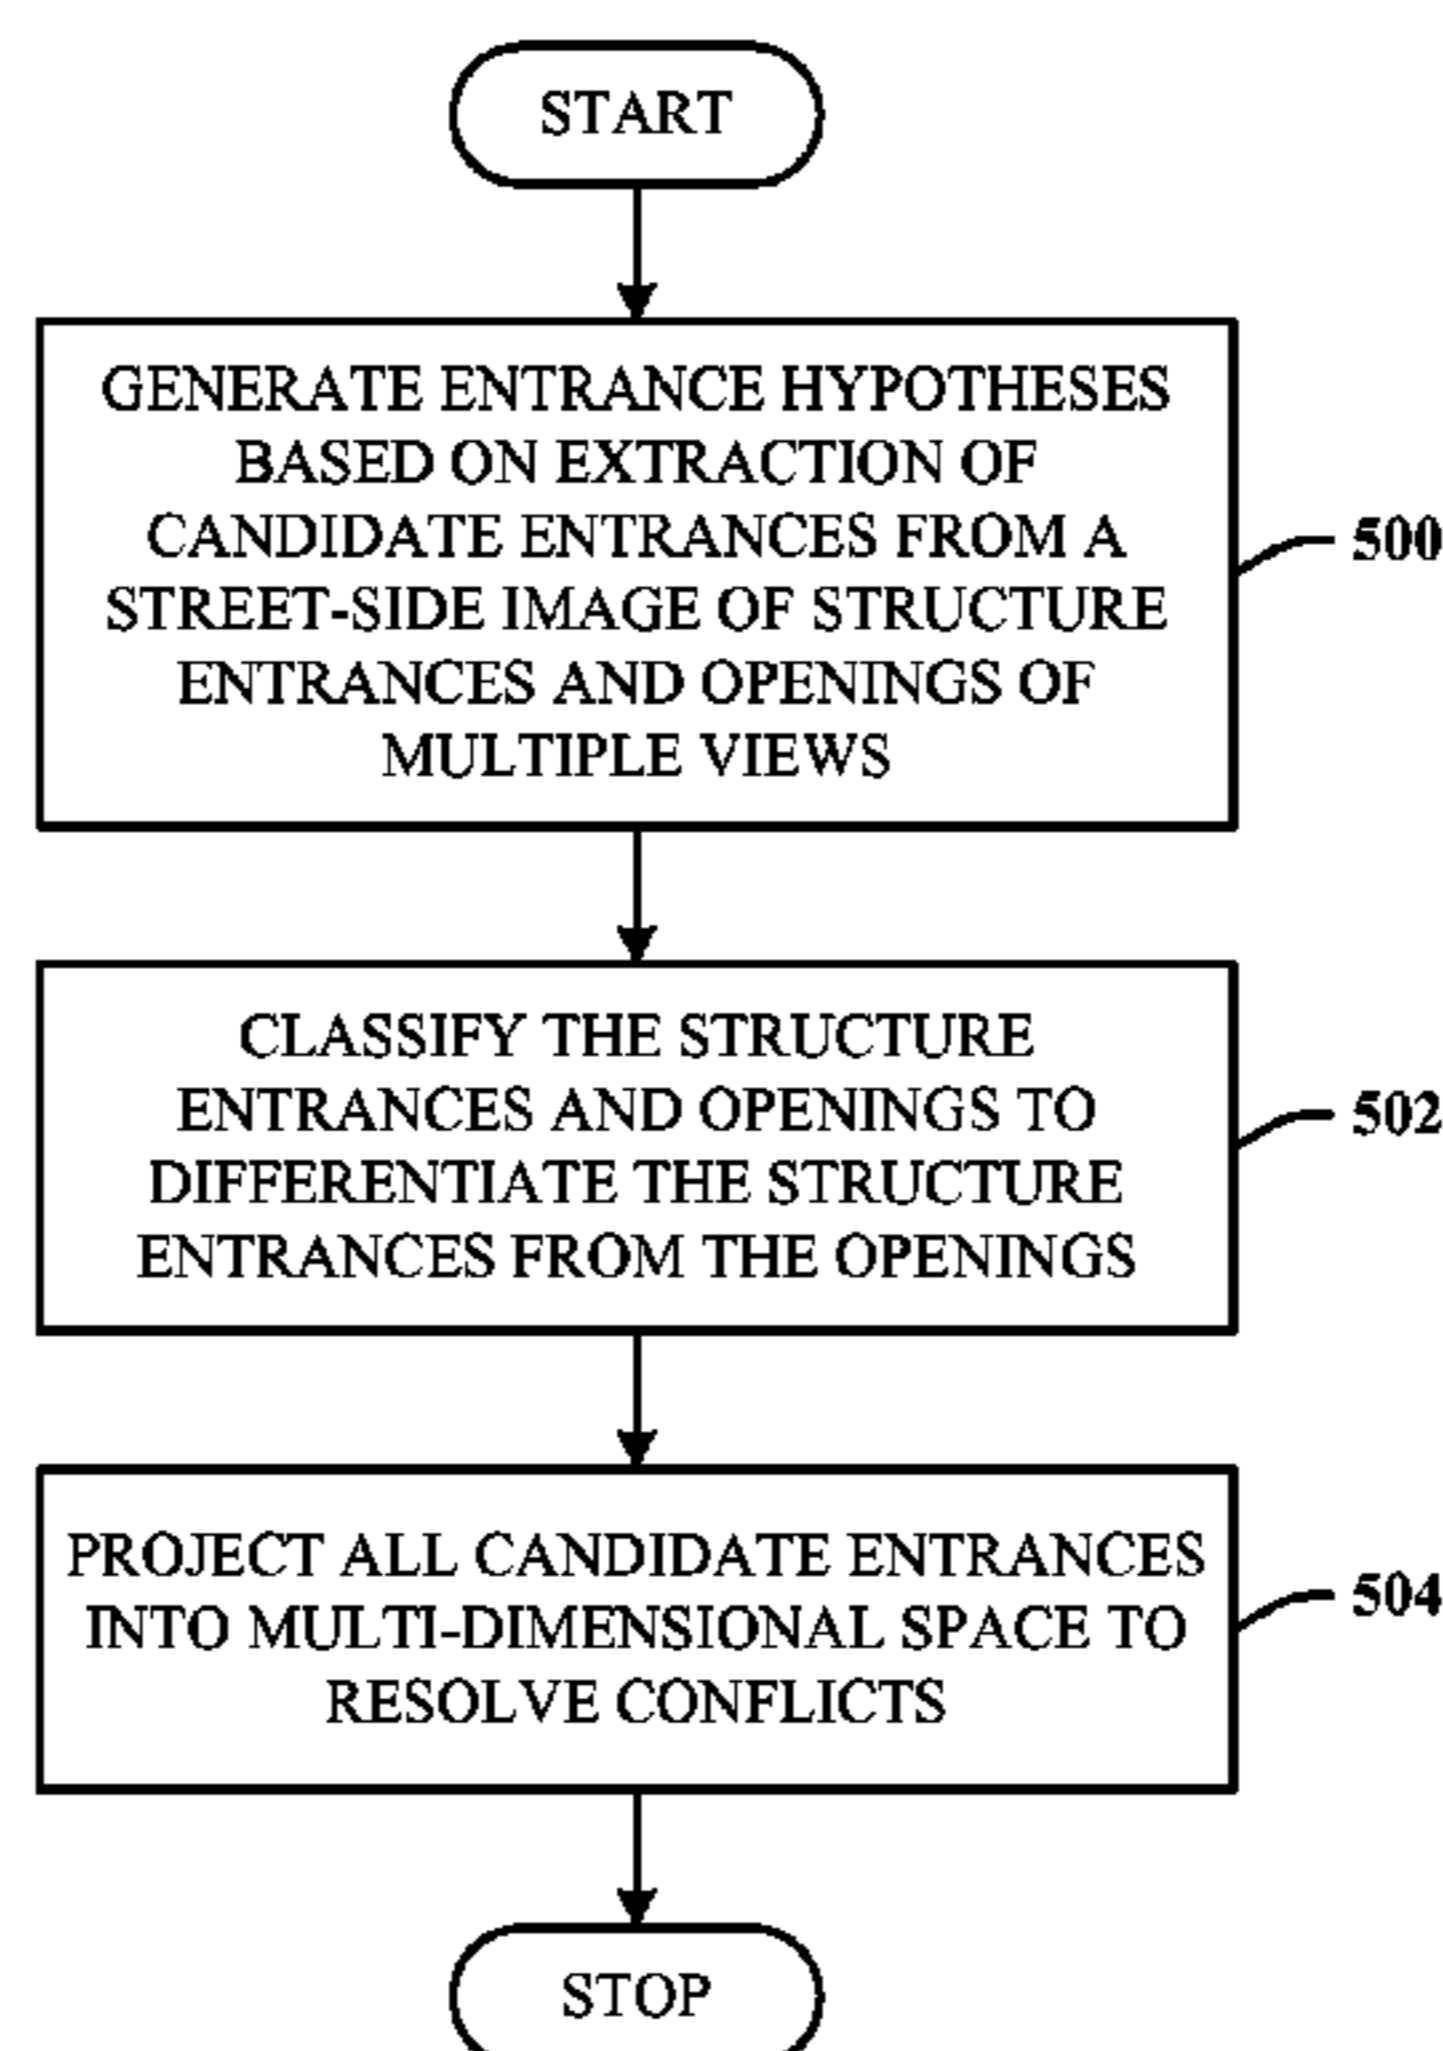 START
GENERATE ENTRANCE HYPOTHESES
BASED ON EXTRACTION OF
CANDIDATE ENTRANCES FROM A
STREET-SIDE IMAGE OF STRUCTURE
ENTRANCES AND OPENINGS OF
MULTIPLE VIEWS
500
CLASSIFY THE STRUCTURE
ENTRANCES AND OPENINGS TO
DIFFERENTIATE THE STRUCTURE
ENTRANCES FROM THE OPENINGS
502
PROJECT ALL CANDIDATE ENTRANCES
INTO MULTI-DIMENSIONAL SPACE TO
RESOLVE CONFLICTS
504
STOP